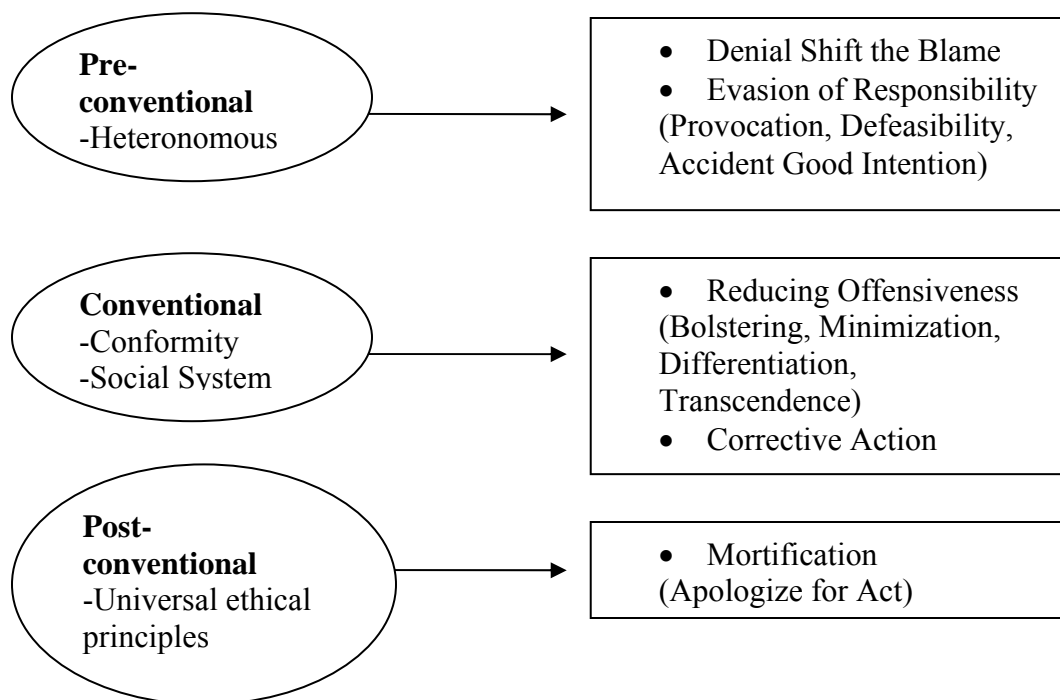 Pre-
conventional
-Heteronomous
• Denial Shift the Blame
• Evasion of Responsibility
(Provocation, Defeasibility,
Accident Good Intention)
Conventional
-Conformity
-Social System
• Reducing Offensiveness
(Bolstering, Minimization,
Differentiation,
Transcendence)
• Corrective Action
Post-
conventional
-Universal ethical
principles
• Mortification
(Apologize for Act)